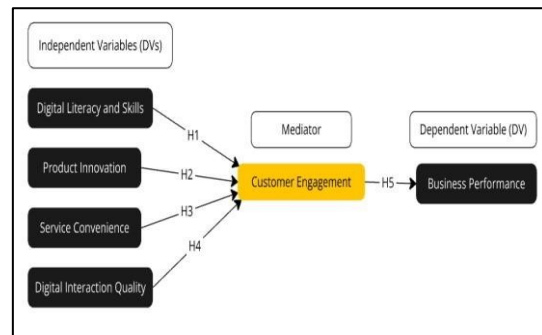 Independent Variables (DVs)
Digital Literacy and Skills
H1
Mediator
Dependent Variable (DV)
Product Innovation
H2
Customer Engagement
H5
Business Performance
Service Convenience
H3
H4
Digital Interaction Quality